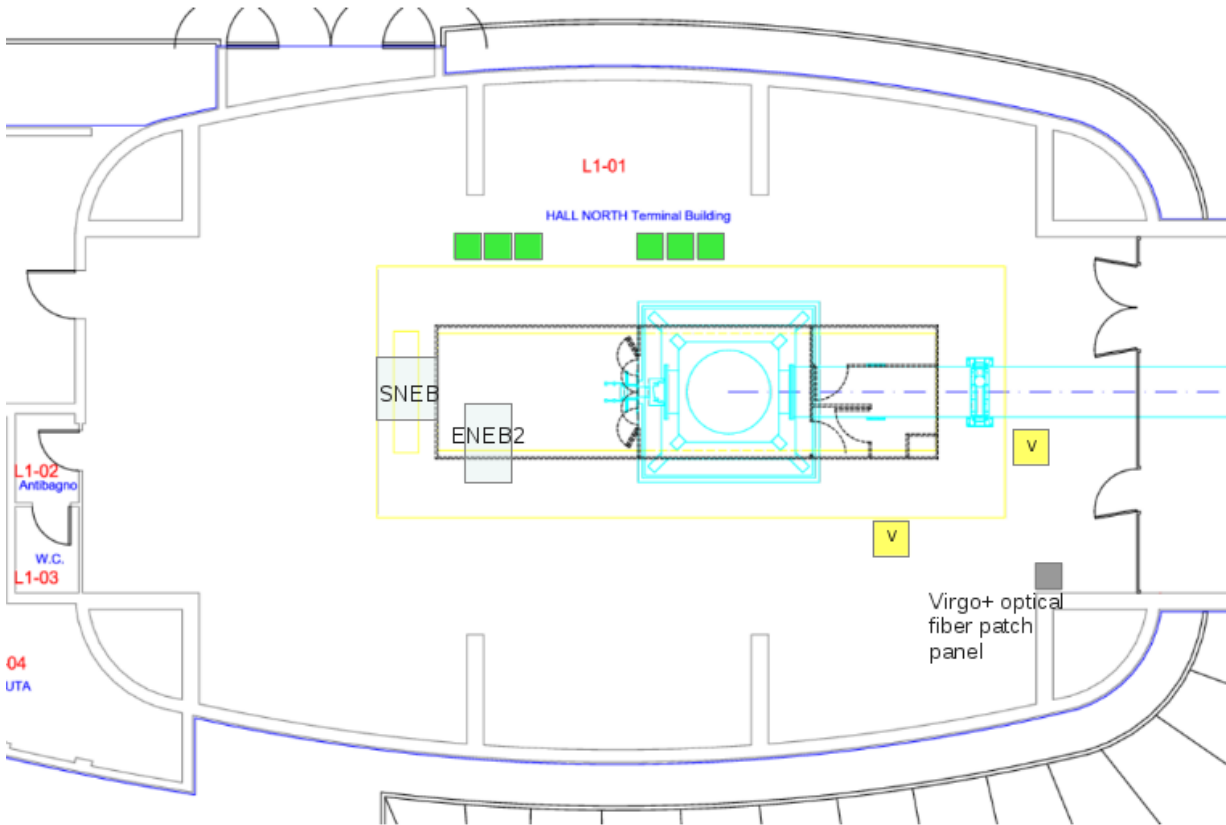 L1-01
HALL NORTH Terminal Building
SNEB
ENEB2
V
L1-02
Antibagno
V
W.C.
L1-03
Virgo+ optical
fiber patch
panel
-04
UTA